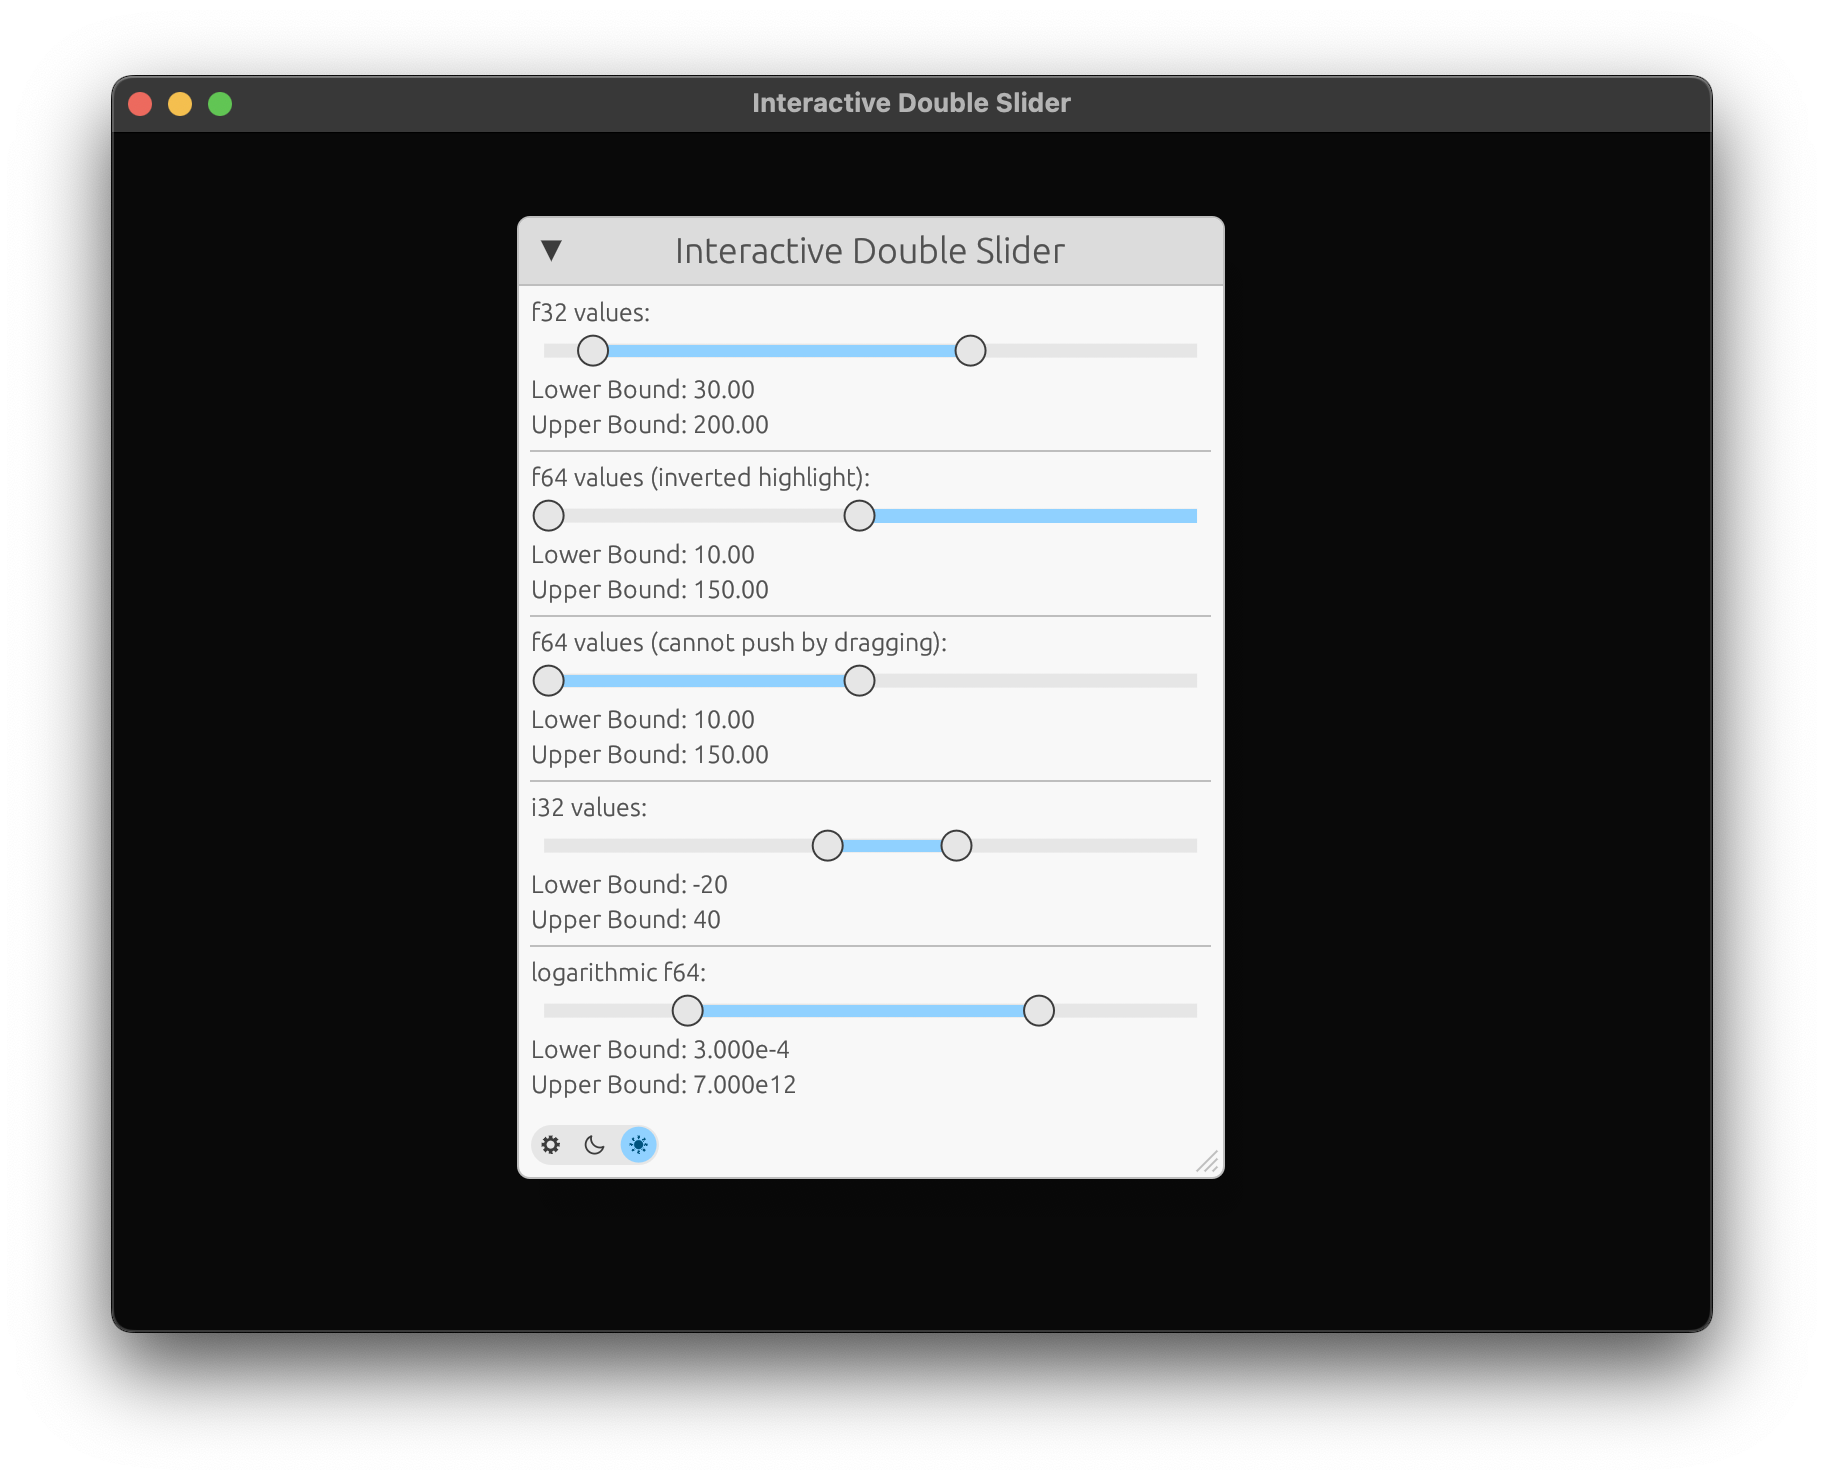 Interactive Double Slider
Interactive Double Slider
f32 values:
Lower Bound: 30.00
Upper Bound: 200.00
f64 values (inverted highlight):
Lower Bound: 10.00
Upper Bound: 150.00
f64 values (cannot push by dragging):
Lower Bound: 10.00
Upper Bound: 150.00
i32 values:
Lower Bound: -20
Upper Bound: 40
logarithmic f64:
Lower Bound: 3.000e-4
Upper Bound: 7.000e12